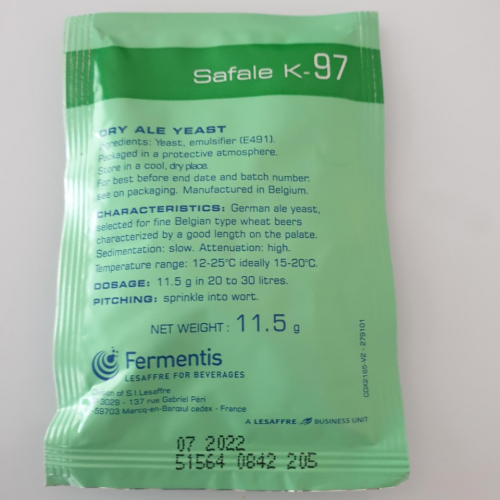 Safale K-97
DRY ALE YEAST
Ingredients: Yeast, emulsifier (E491).
Packaged in a protective atmosphere.
Store in a cool, dry place.
For best before end date and batch number
see on packaging. Manufactured in Belgium.
CHARACTERISTICS: German ale yeast,
selected for fine Belgian type wheat beers
characterized by a good length on the palate.
Sedimentation: slow. Attenuation: high.
Temperature range: 12-25°C ideally 15-20°C.
DOSAGE: 11.5 g in 20 to 30 litres.
PITCHING: sprinkle into wort.
NET WEIGHT: 11.5 g
Fermentis
LESAFFRE FOR BEVERAGES
of S.I. Lesaffre
3029 - 137 rue Gabriel Péri
59703 Marcq-en-Barœul cedex - France
A LESAFFRE BUSINESS UNIT
07 2022
51564 0842 205